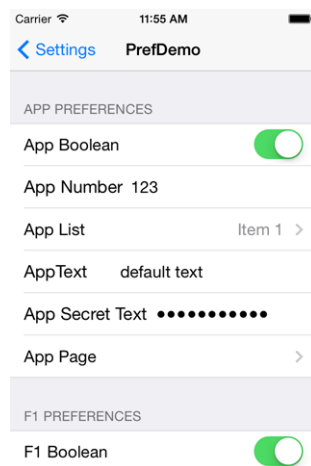 Carrier 11:55 AM
Settings PrefDemo
APP PREFERENCES
App Boolean
App Number 123
App List Item 1
AppText default text
App Secret Text ●●●●●●●●●●●
App Page
F1 PREFERENCES
F1 Boolean